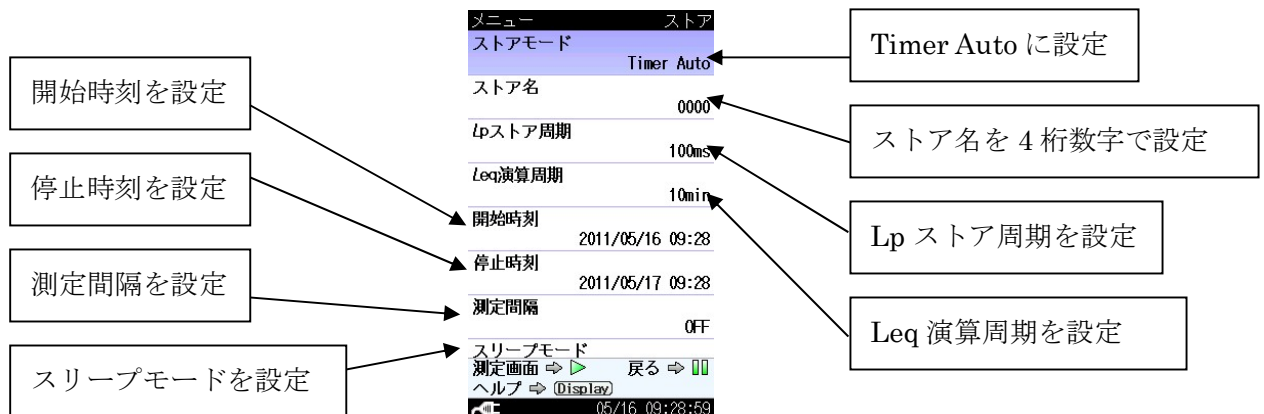 開始時刻を設定
停止時刻を設定
測定間隔を設定
スリープモードを設定
メニュー ストア
ストアモード
Timer Auto
ストア名
0000
Lpストア周期
100ms
Leq演算周期
10min
開始時刻
2011/05/16 09:28
停止時刻
2011/05/17 09:28
測定間隔
OFF
スリープモード
測定画面 ⇨ ▷ 戻る ⇨ ▯▯
ヘルプ ⇨ Display
05/16 09:28:59
Timer Auto に設定
ストア名を 4 桁数字で設定
Lp ストア周期を設定
Leq 演算周期を設定